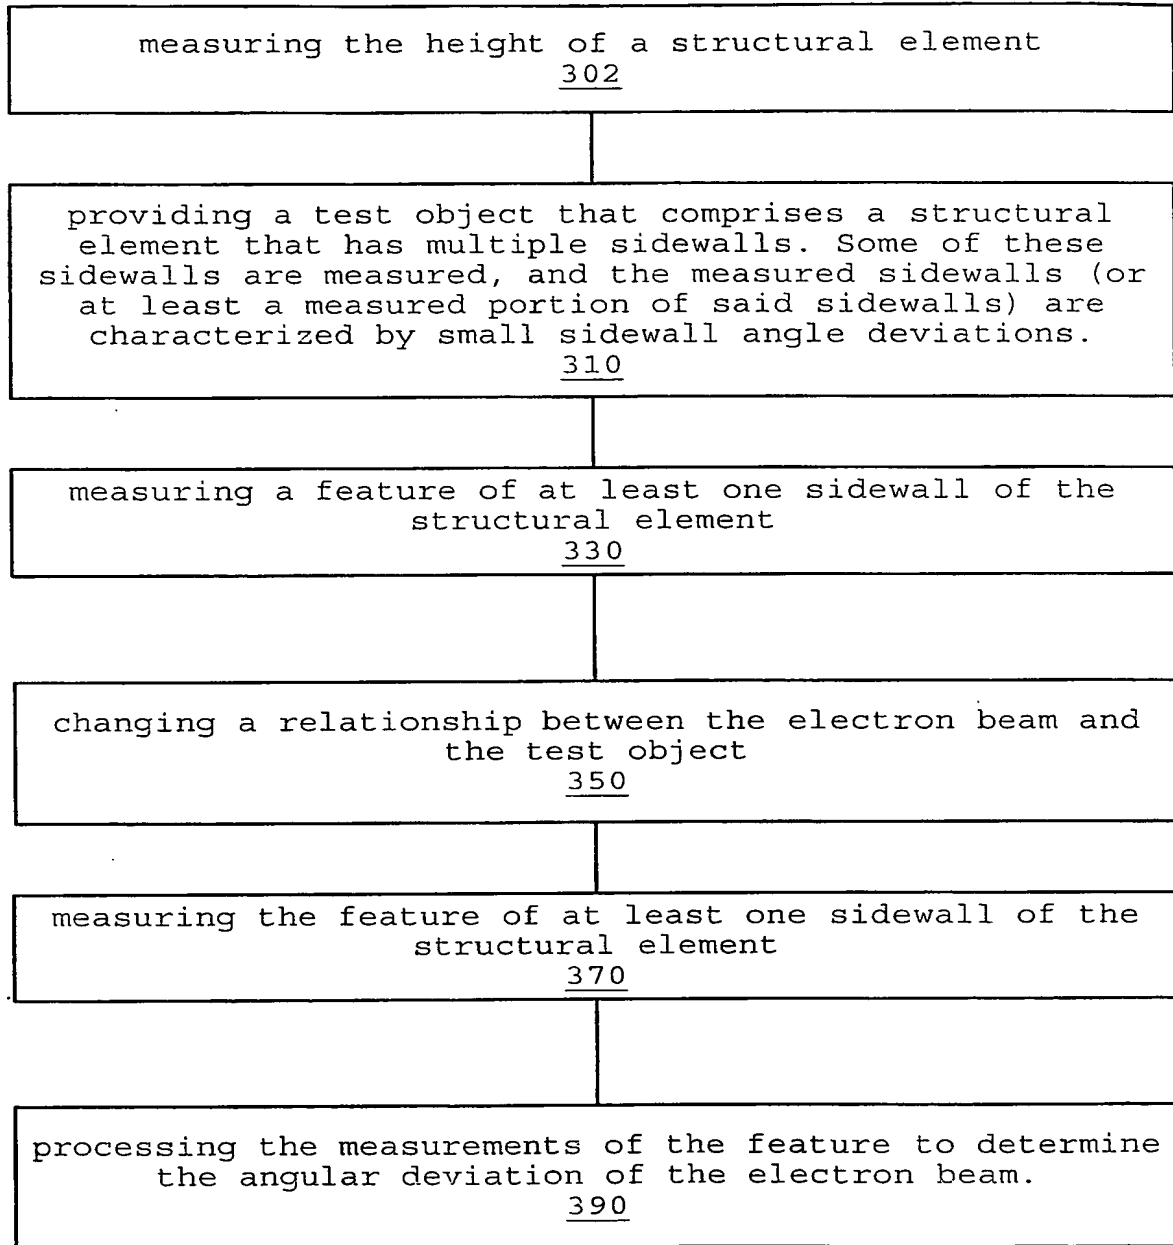 measuring the height of a structural element
302
providing a test object that comprises a structural
element that has multiple sidewalls. Some of these
sidewalls are measured, and the measured sidewalls (or
at least a measured portion of said sidewalls) are
characterized by small sidewall angle deviations.
310
measuring a feature of at least one sidewall of the
structural element
330
changing a relationship between the electron beam and
the test object
350
measuring the feature of at least one sidewall of the
structural element
370
processing the measurements of the feature to determine
the angular deviation of the electron beam.
390